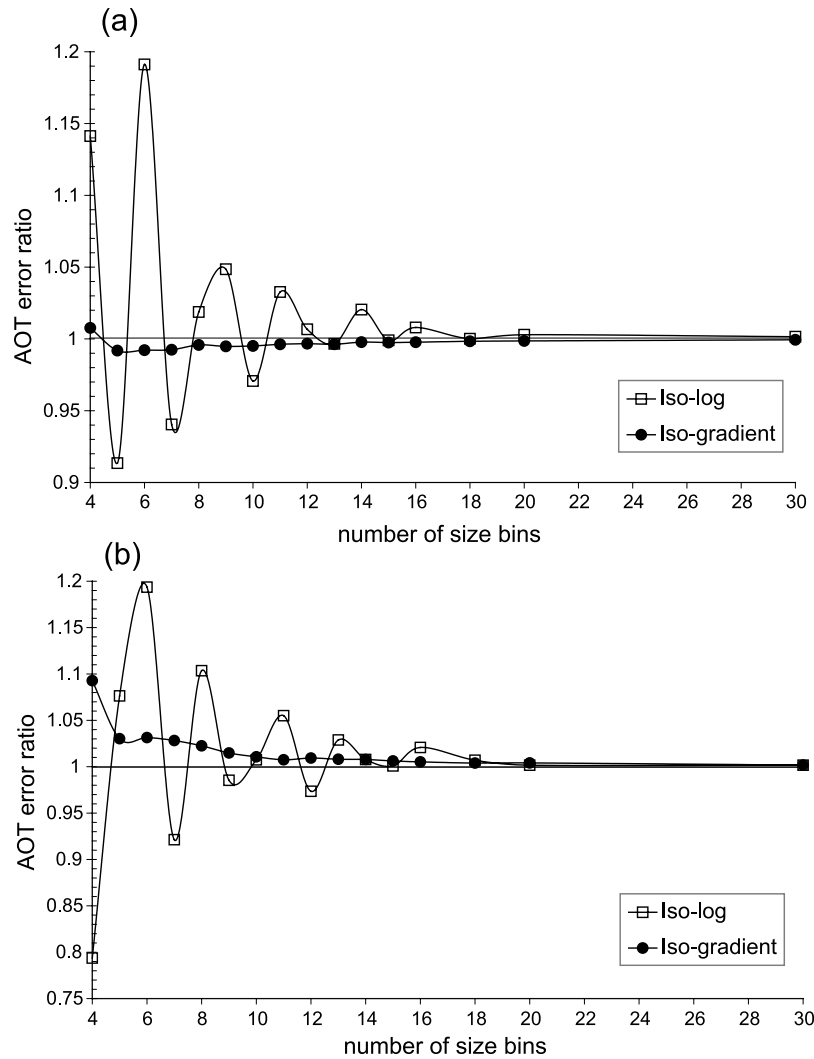 (a)
1.2
1.15
1.1
1.05
1
0.95
0.9
AOT error ratio
4 6 8 10 12 14 16 18 20 22 24 26 28 30
number of size bins
Iso-log
Iso-gradient
(b)
1.2
1.15
1.1
1.05
1
0.95
0.9
0.85
0.8
0.75
AOT error ratio
4 6 8 10 12 14 16 18 20 22 24 26 28 30
number of size bins
Iso-log
Iso-gradient